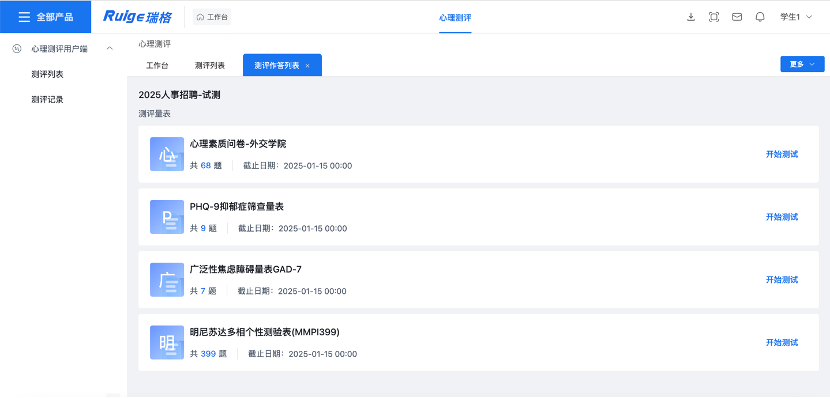 全部产品
Ruige瑞格
工作台
心理测评
学生1
心理测评用户端
测评列表
测评记录
心理测评
工作台 测评列表 测评作答列表 ×
更多
2025人事招聘-试测
测评量表
心
心理素质问卷-外交学院
共 68 题 截止日期：2025-01-15 00:00
开始测试
P
PHQ-9抑郁症筛查量表
共 9 题 截止日期：2025-01-15 00:00
开始测试
广
广泛性焦虑障碍量表GAD-7
共 7 题 截止日期：2025-01-15 00:00
开始测试
明
明尼苏达多相个性测验表(MMPI399)
共 399 题 截止日期：2025-01-15 00:00
开始测试